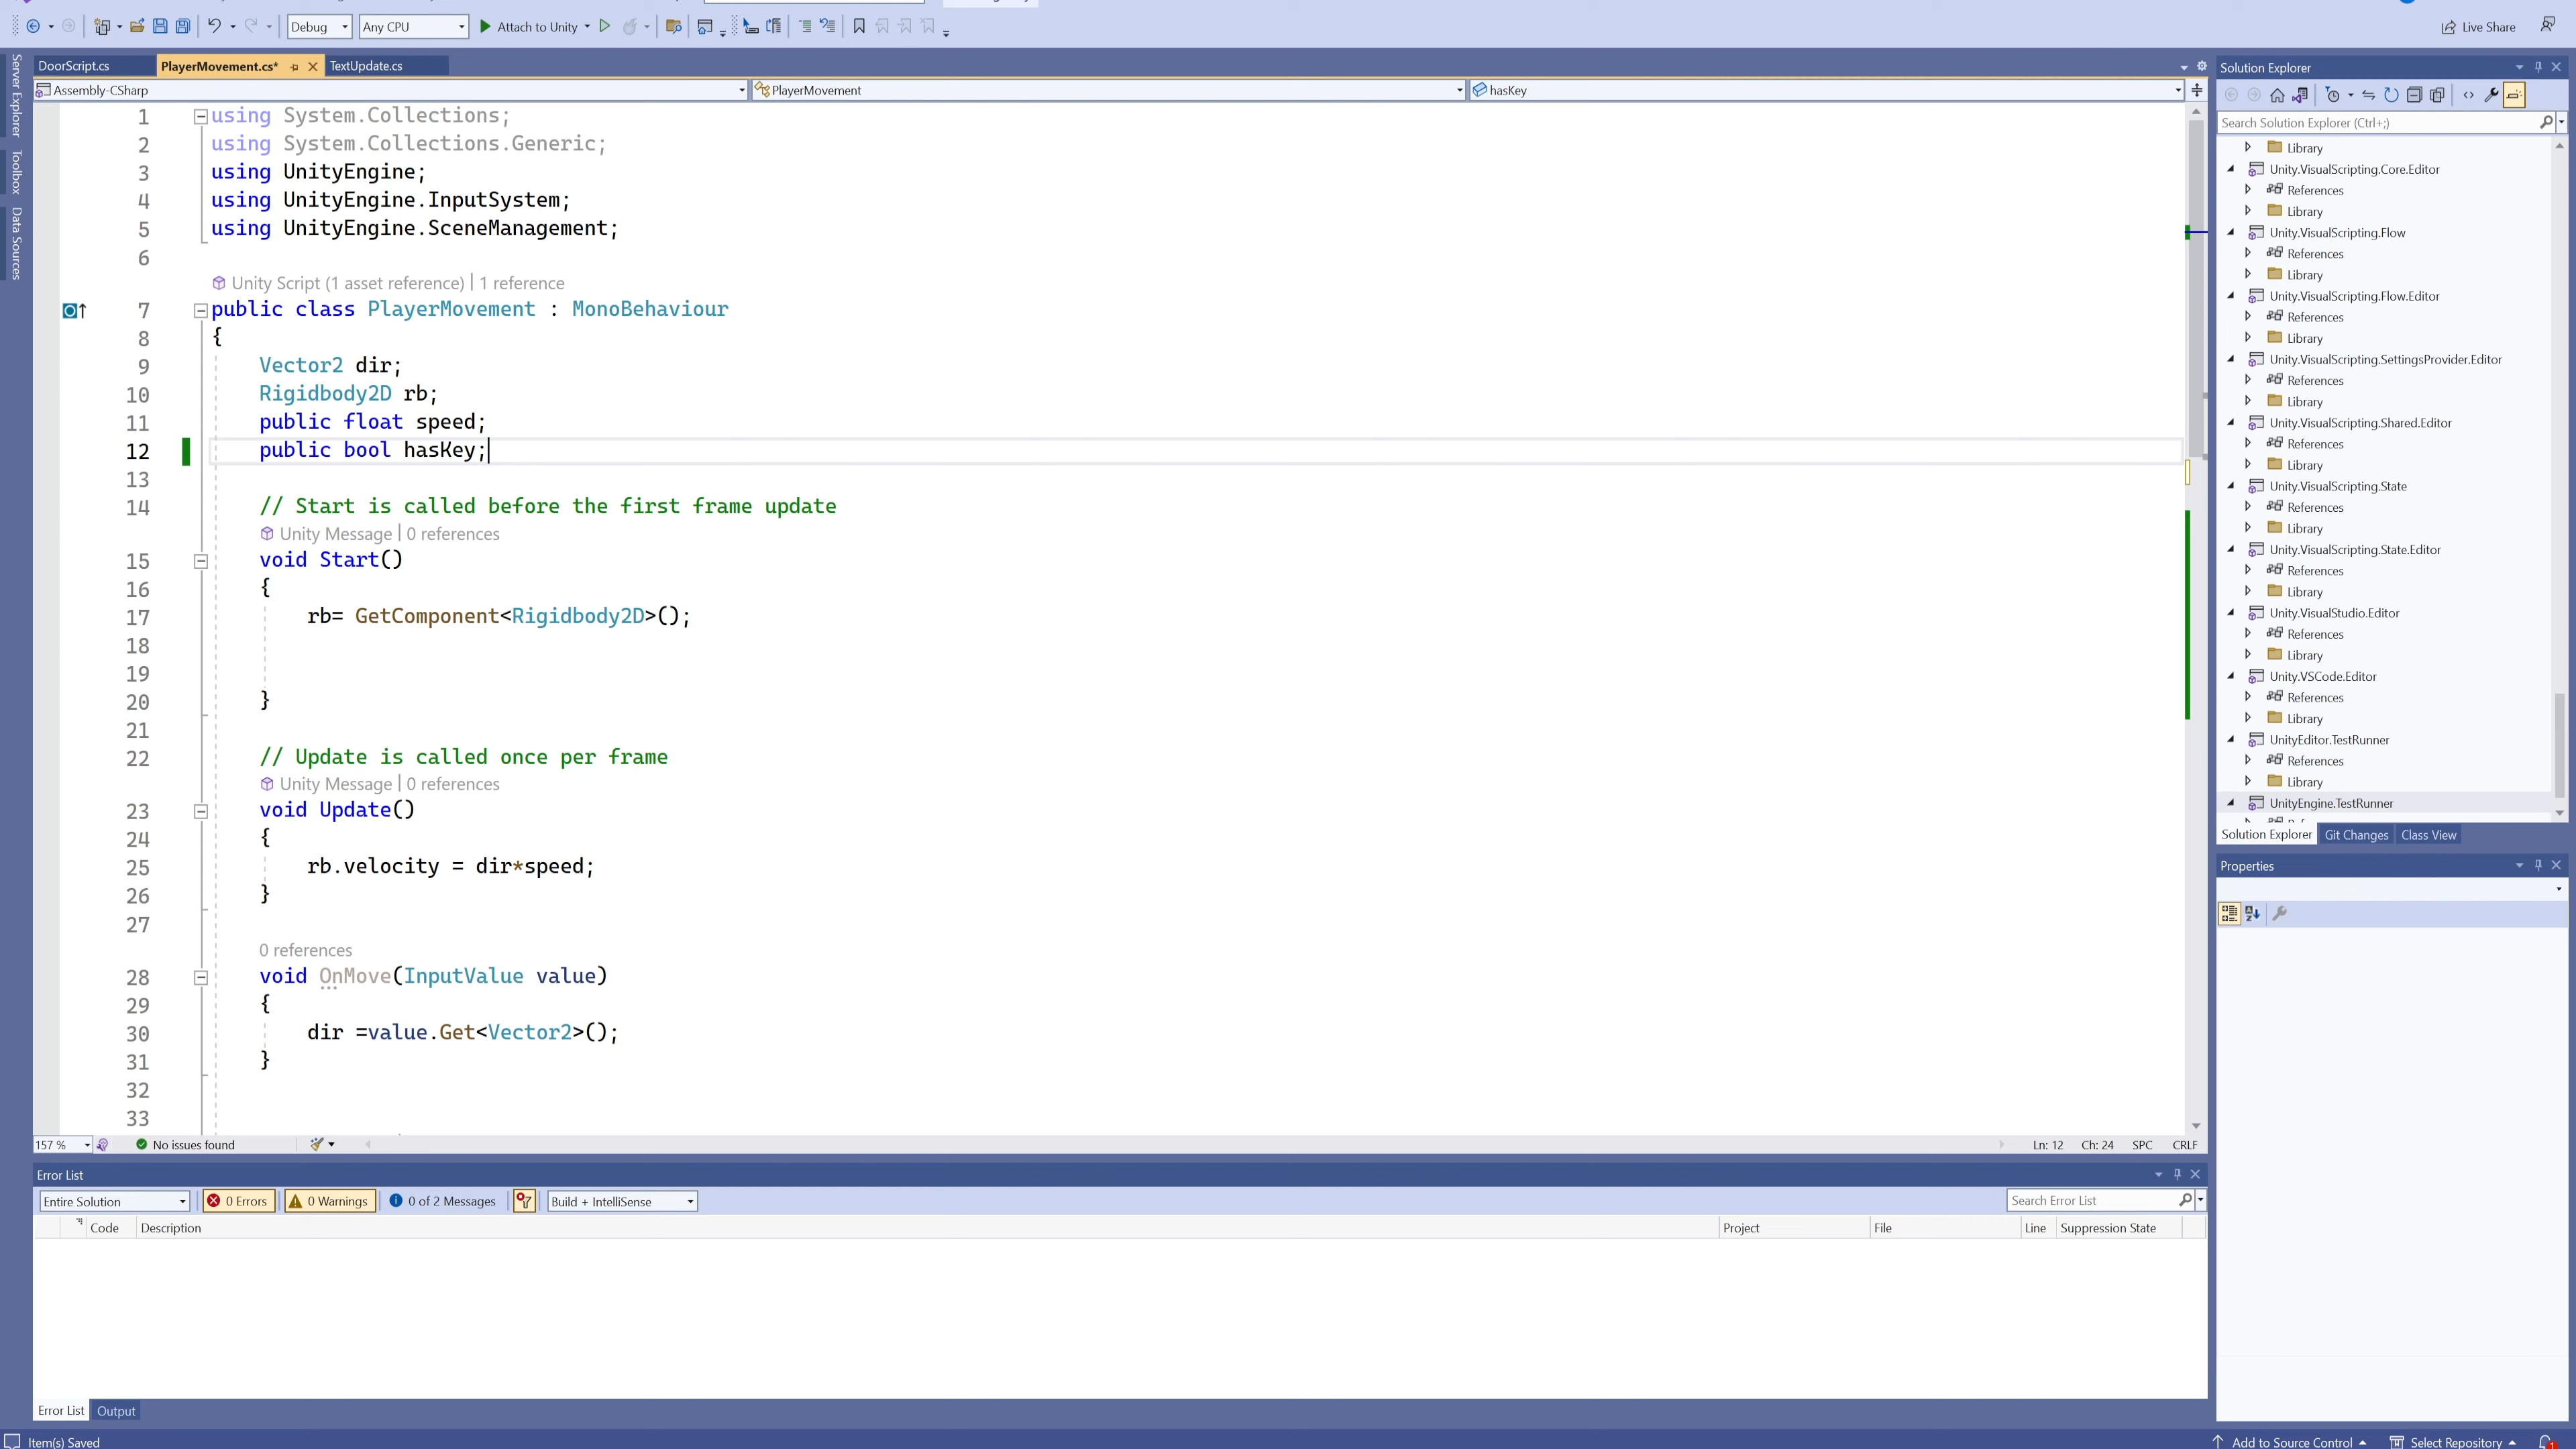 Debug
Any CPU
Attach to Unity
Live Share
DoorScript.cs
PlayerMovement.cs*
TextUpdate.cs
Assembly-CSharp
PlayerMovement
hasKey
Server Explorer
Toolbox
Data Sources
1 using System.Collections;
2 using System.Collections.Generic;
3 using UnityEngine;
4 using UnityEngine.InputSystem;
5 using UnityEngine.SceneManagement;
6
Unity Script (1 asset reference) | 1 reference
7 public class PlayerMovement : MonoBehaviour
8 {
9 Vector2 dir;
10 Rigidbody2D rb;
11 public float speed;
12 public bool hasKey;
13
14 // Start is called before the first frame update
Unity Message | 0 references
15 void Start()
16 {
17 rb= GetComponent<Rigidbody2D>();
18
19
20 }
21
22 // Update is called once per frame
Unity Message | 0 references
23 void Update()
24 {
25 rb.velocity = dir*speed;
26 }
27
0 references
28 void OnMove(InputValue value)
29 {
30 dir =value.Get<Vector2>();
31 }
32
33
157 %
No issues found
Ln: 12 Ch: 24 SPC CRLF
Error List
Entire Solution
0 Errors
0 Warnings
0 of 2 Messages
Build + IntelliSense
Search Error List
Code Description Project File Line Suppression State
Error List Output
Item(s) Saved
Solution Explorer
Search Solution Explorer (Ctrl+;)
Library
Unity.VisualScripting.Core.Editor
References
Library
Unity.VisualScripting.Flow
References
Library
Unity.VisualScripting.Flow.Editor
References
Library
Unity.VisualScripting.SettingsProvider.Editor
References
Library
Unity.VisualScripting.Shared.Editor
References
Library
Unity.VisualScripting.State
References
Library
Unity.VisualScripting.State.Editor
References
Library
Unity.VisualStudio.Editor
References
Library
Unity.VSCode.Editor
References
Library
UnityEditor.TestRunner
References
Library
UnityEngine.TestRunner
Solution Explorer Git Changes Class View
Properties
Add to Source Control
Select Repository
1